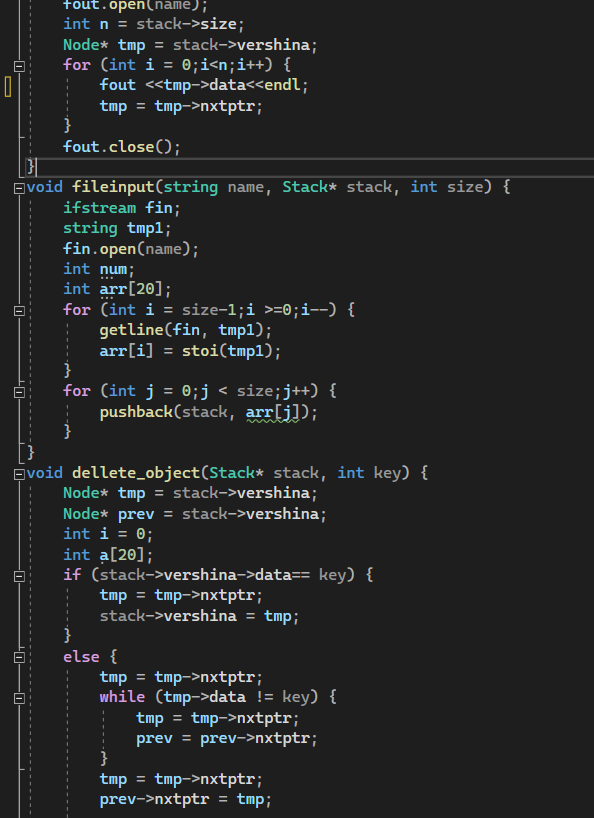 fout.open(name);
int n = stack->size;
Node* tmp = stack->vershina;
for (int i = 0;i<n;i++) {
fout <<tmp->data<<endl;
tmp = tmp->nxtptr;
}
fout.close();
}
void fileinput(string name, Stack* stack, int size) {
ifstream fin;
string tmp1;
fin.open(name);
int num;
int arr[20];
for (int i = size-1;i >=0;i--) {
getline(fin, tmp1);
arr[i] = stoi(tmp1);
}
for (int j = 0;j < size;j++) {
pushback(stack, arr[j]);
}
}
void dellete_object(Stack* stack, int key) {
Node* tmp = stack->vershina;
Node* prev = stack->vershina;
int i = 0;
int a[20];
if (stack->vershina->data== key) {
tmp = tmp->nxtptr;
stack->vershina = tmp;
}
else {
tmp = tmp->nxtptr;
while (tmp->data != key) {
tmp = tmp->nxtptr;
prev = prev->nxtptr;
}
tmp = tmp->nxtptr;
prev->nxtptr = tmp;